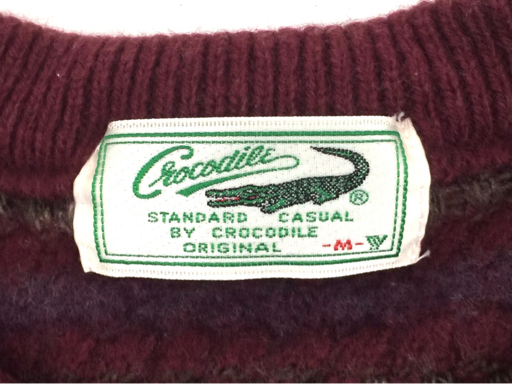 Crocodile
®
STANDARD CASUAL
BY CROCODILE
ORIGINAL -M-